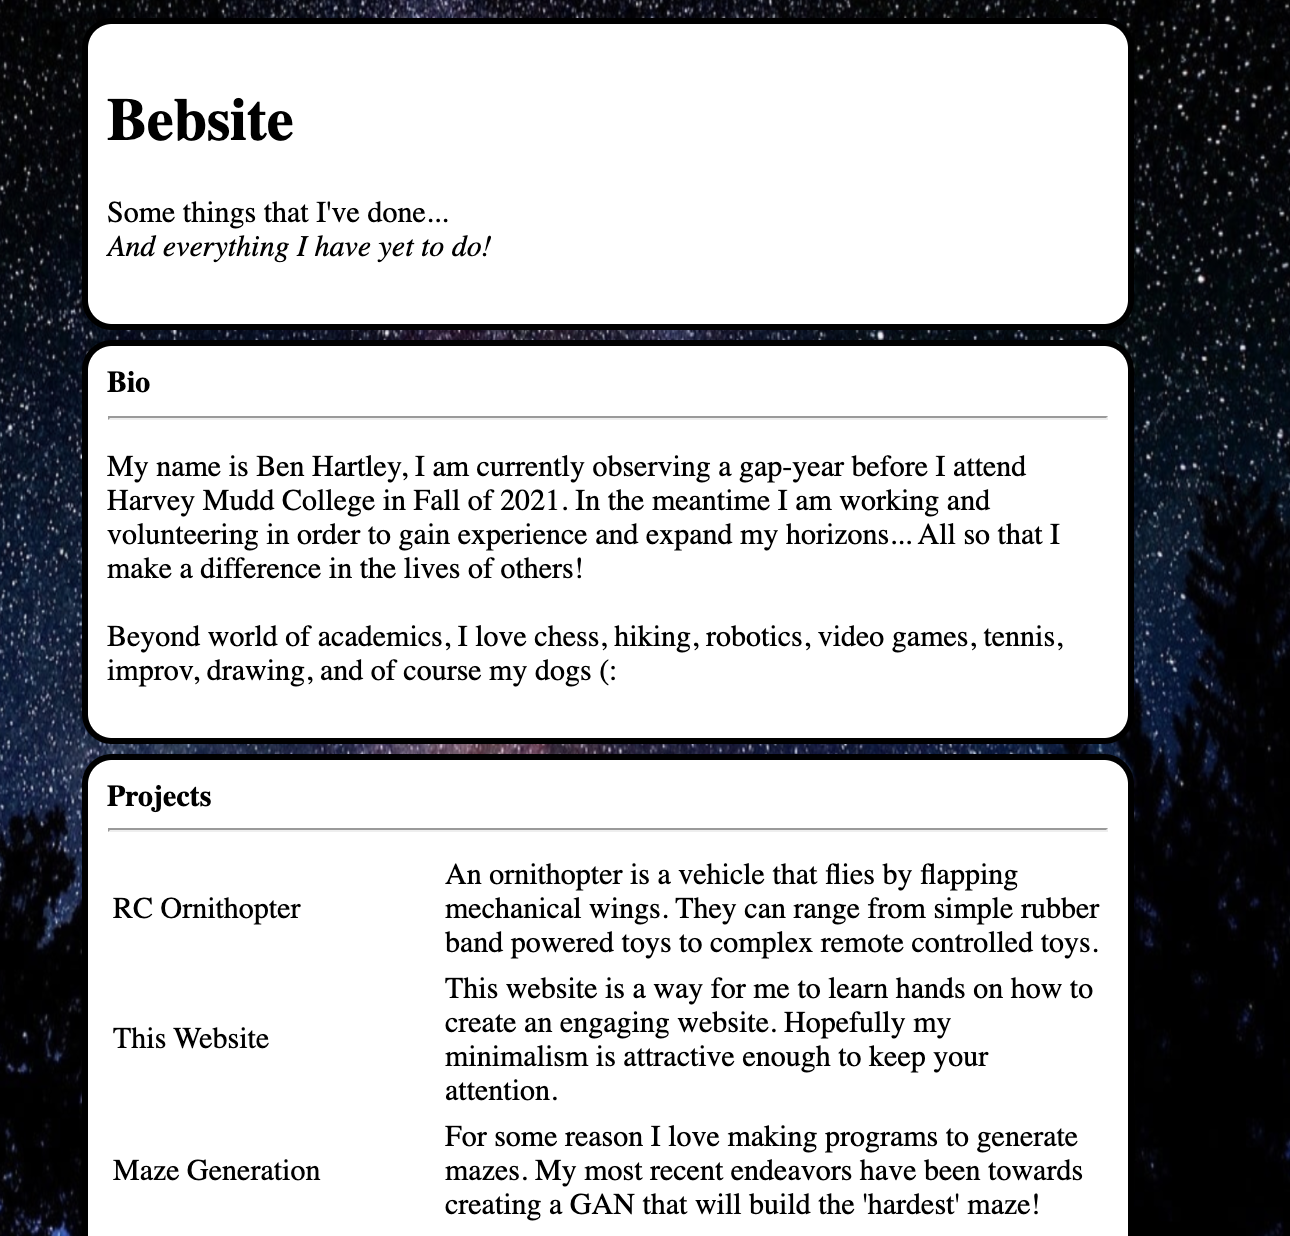 Bebsite
Some things that I've done...
And everything I have yet to do!
Bio
My name is Ben Hartley, I am currently observing a gap-year before I attend
Harvey Mudd College in Fall of 2021. In the meantime I am working and
volunteering in order to gain experience and expand my horizons... All so that I
make a difference in the lives of others!
Beyond world of academics, I love chess, hiking, robotics, video games, tennis,
improv, drawing, and of course my dogs (:
Projects
RC Ornithopter
An ornithopter is a vehicle that flies by flapping
mechanical wings. They can range from simple rubber
band powered toys to complex remote controlled toys.
This Website
This website is a way for me to learn hands on how to
create an engaging website. Hopefully my
minimalism is attractive enough to keep your
attention.
Maze Generation
For some reason I love making programs to generate
mazes. My most recent endeavors have been towards
creating a GAN that will build the 'hardest' maze!